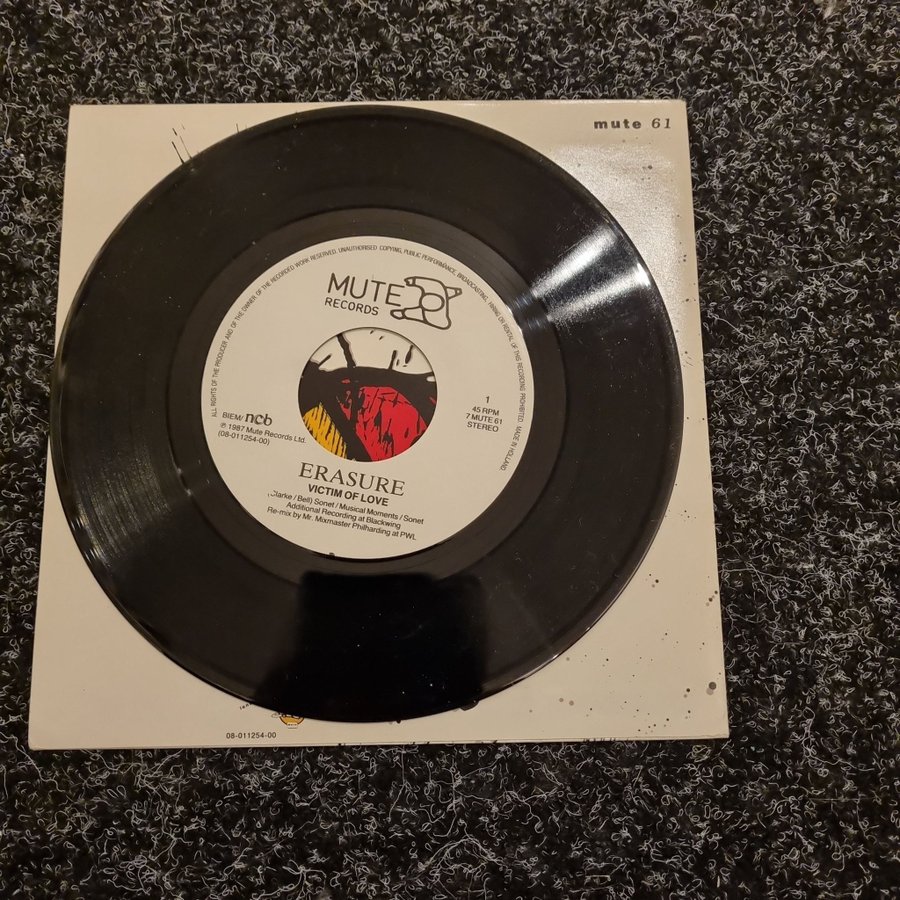 mute 61
ALL RIGHTS OF THE PRODUCER AND OF THE OWNER OF THE RECORDED WORK RESERVED. UNAUTHORISED COPYING, PUBLIC PERFORMANCE, BROADCASTING, HIRING OR RENTAL OF THIS RECORDING PROHIBITED. MADE IN HOLLAND
MUTE
RECORDS
BIEM/ncb
℗ 1987 Mute Records Ltd.
(08-011254-00)
1
45 RPM
7 MUTE 61
STEREO
ERASURE
VICTIM OF LOVE
Clarke / Bell) Sonet / Musical Moments / Sonet
Additional Recording at Blackwing
Re-mix by Mr. Mixmaster Philharding at PWL
08-011254-00